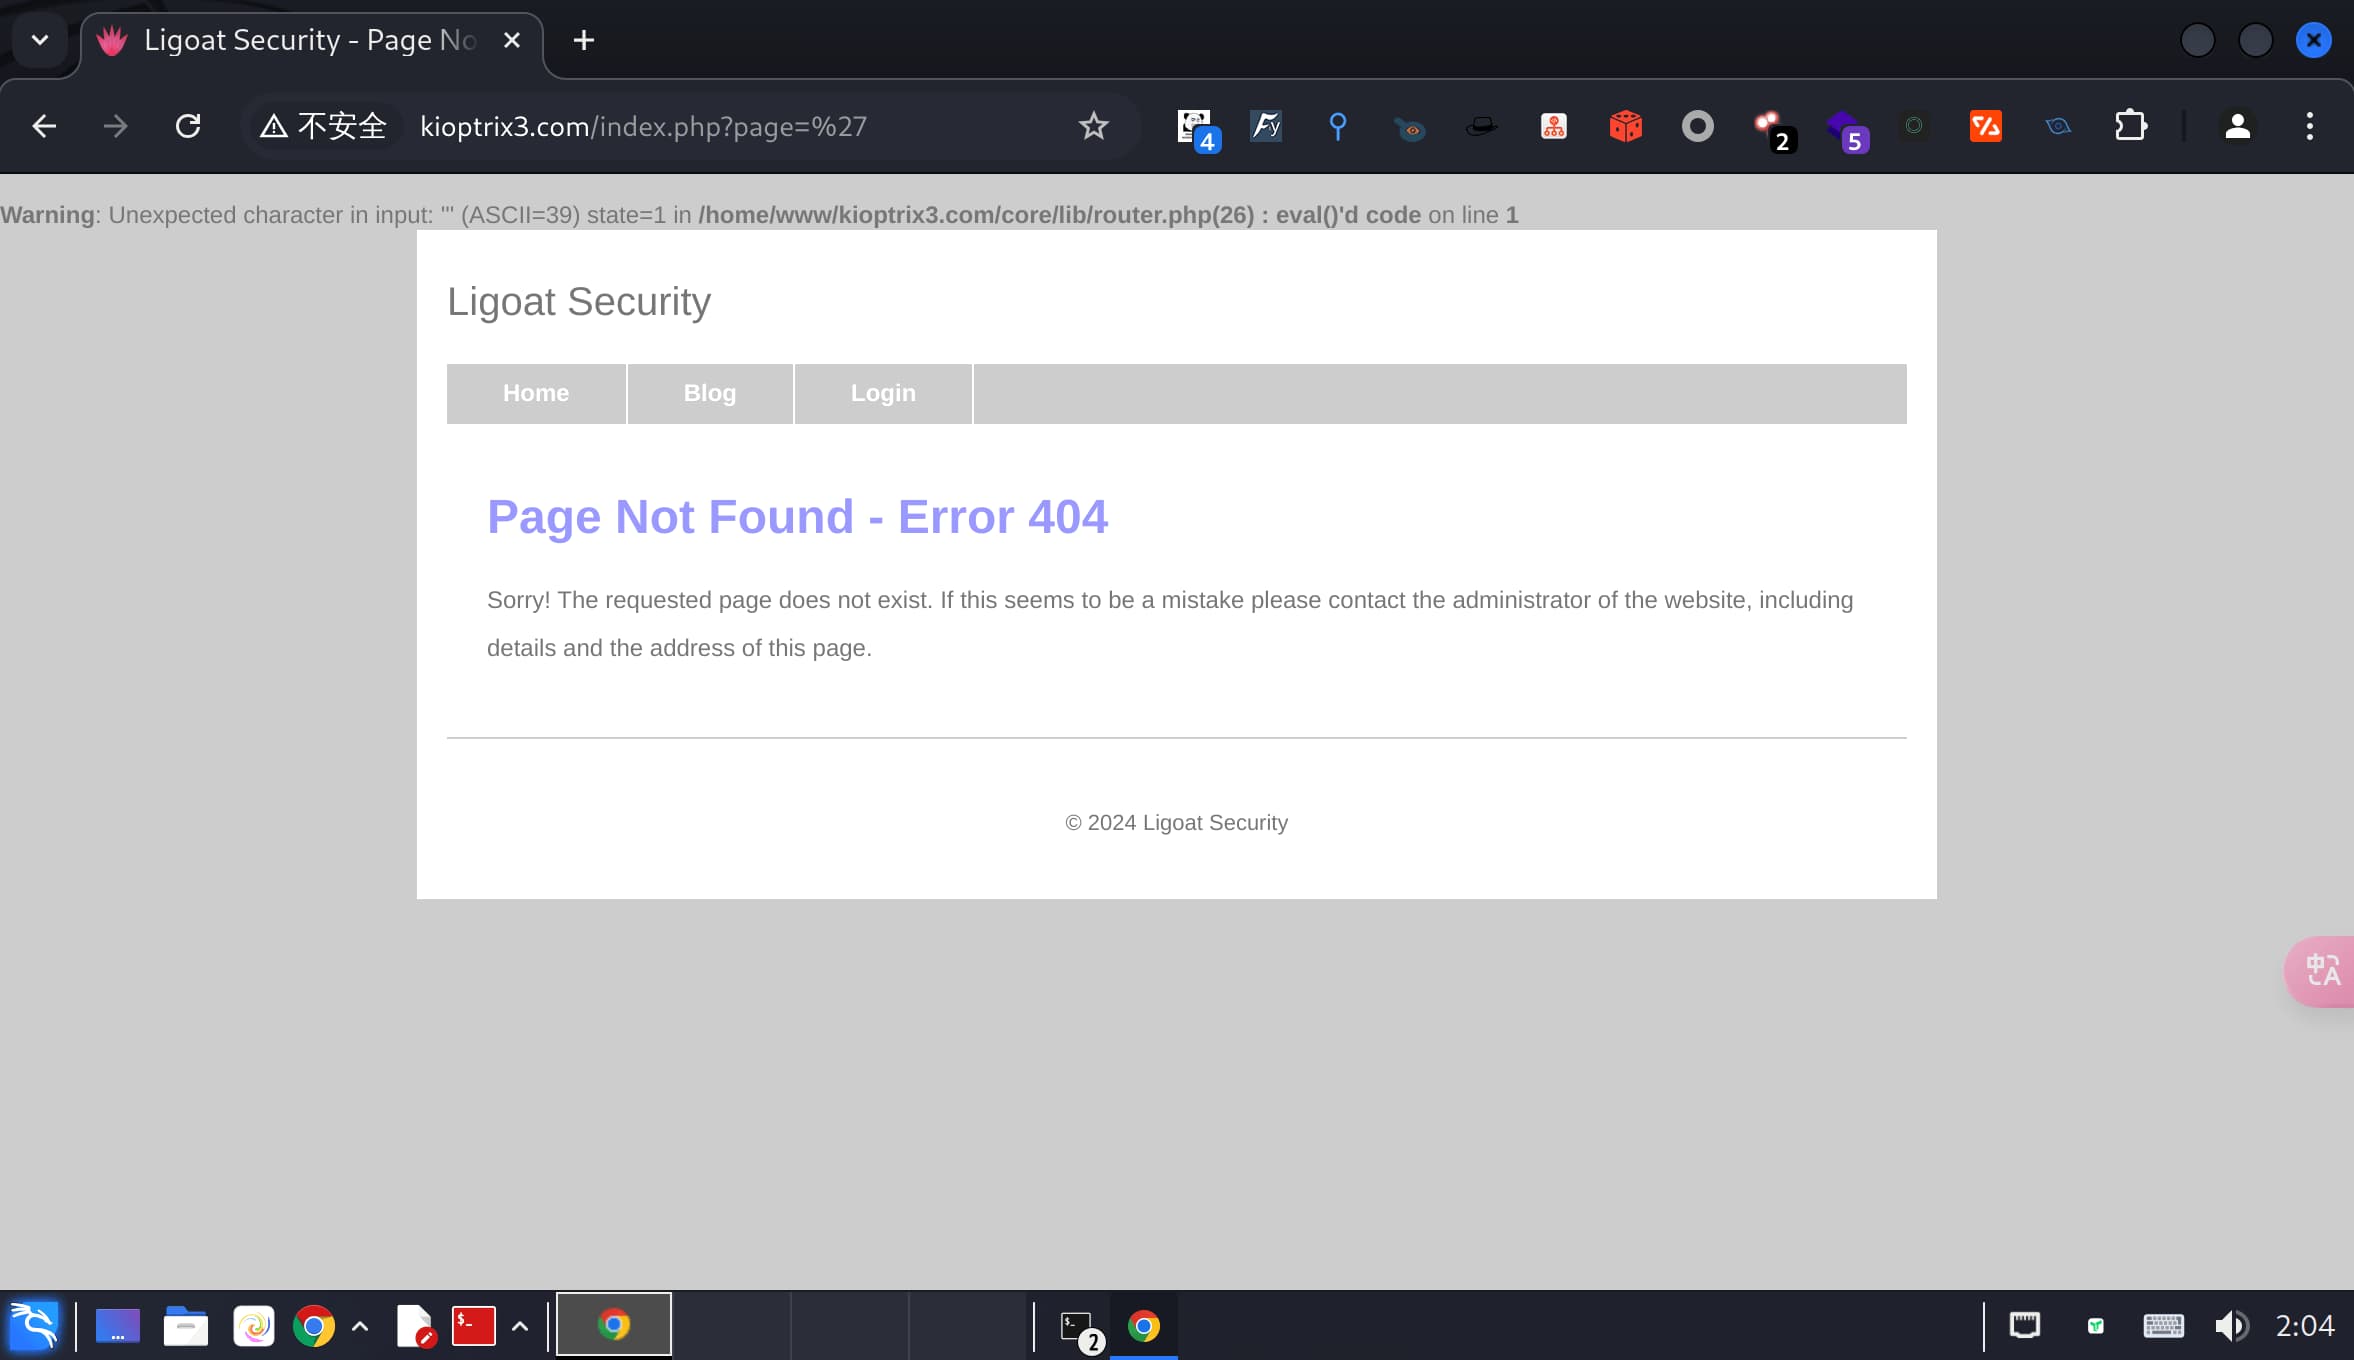 Ligoat Security - Page No
不安全
kioptrix3.com/index.php?page=%27
4
2
5
Warning: Unexpected character in input: ''' (ASCII=39) state=1 in /home/www/kioptrix3.com/core/lib/router.php(26) : eval()'d code on line 1
Ligoat Security
Home
Blog
Login
Page Not Found - Error 404
Sorry! The requested page does not exist. If this seems to be a mistake please contact the administrator of the website, including
details and the address of this page.
© 2024 Ligoat Security
中A
$_
$_
2
2:04